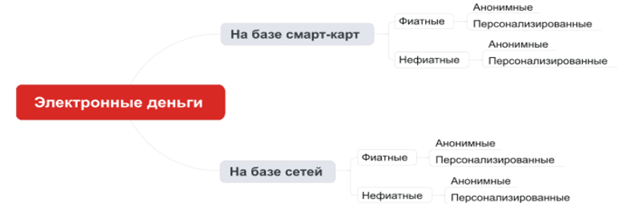 Электронные деньги
На базе смарт-карт
Фиатные
Анонимные
Персонализированные
Нефиатные
Анонимные
Персонализированные
На базе сетей
Фиатные
Анонимные
Персонализированные
Нефиатные
Анонимные
Персонализированные